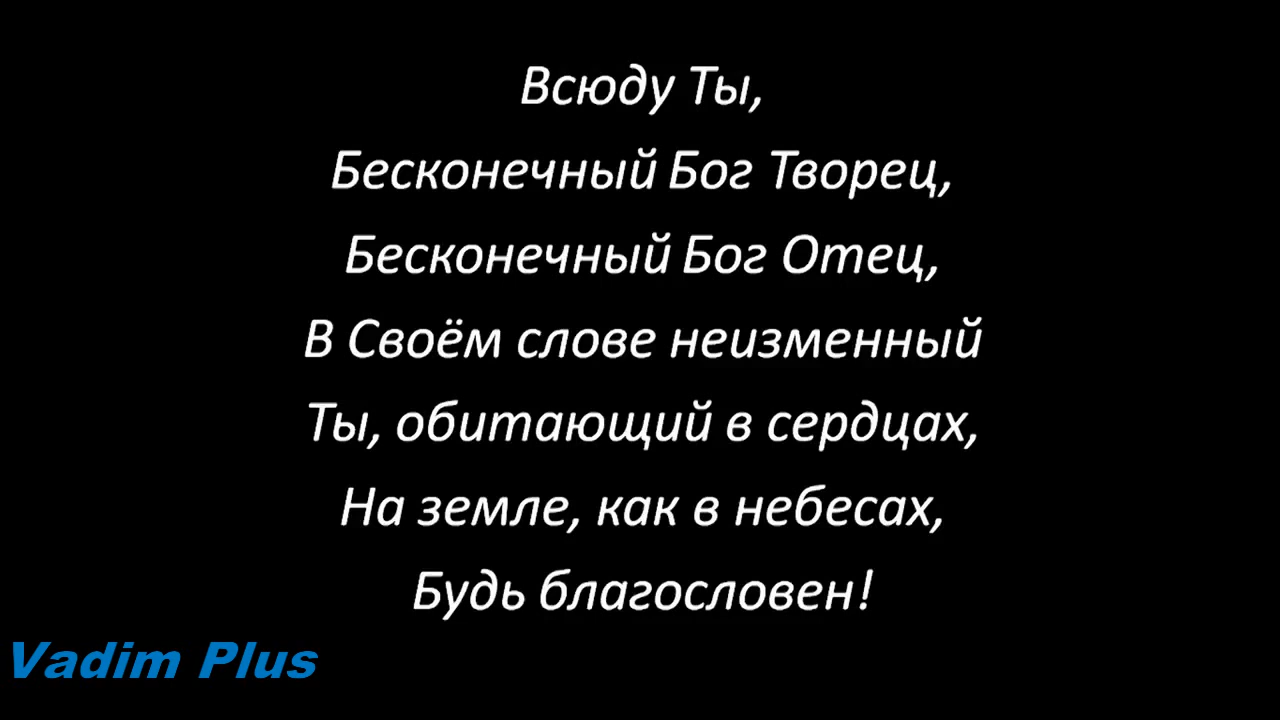 Всюду Ты,
Бесконечный Бог Творец,
Бесконечный Бог Отец,
В Своём слове неизменный
Ты, обитающий в сердцах,
На земле, как в небесах,
Будь благословен!
Vadim Plus